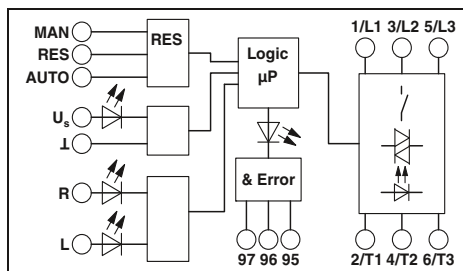 MAN
RES
AUTO
RES
Us
⊥
R
L
Logic
µP
& Error
97 96 95
1/L1 3/L2 5/L3
2/T1 4/T2 6/T3